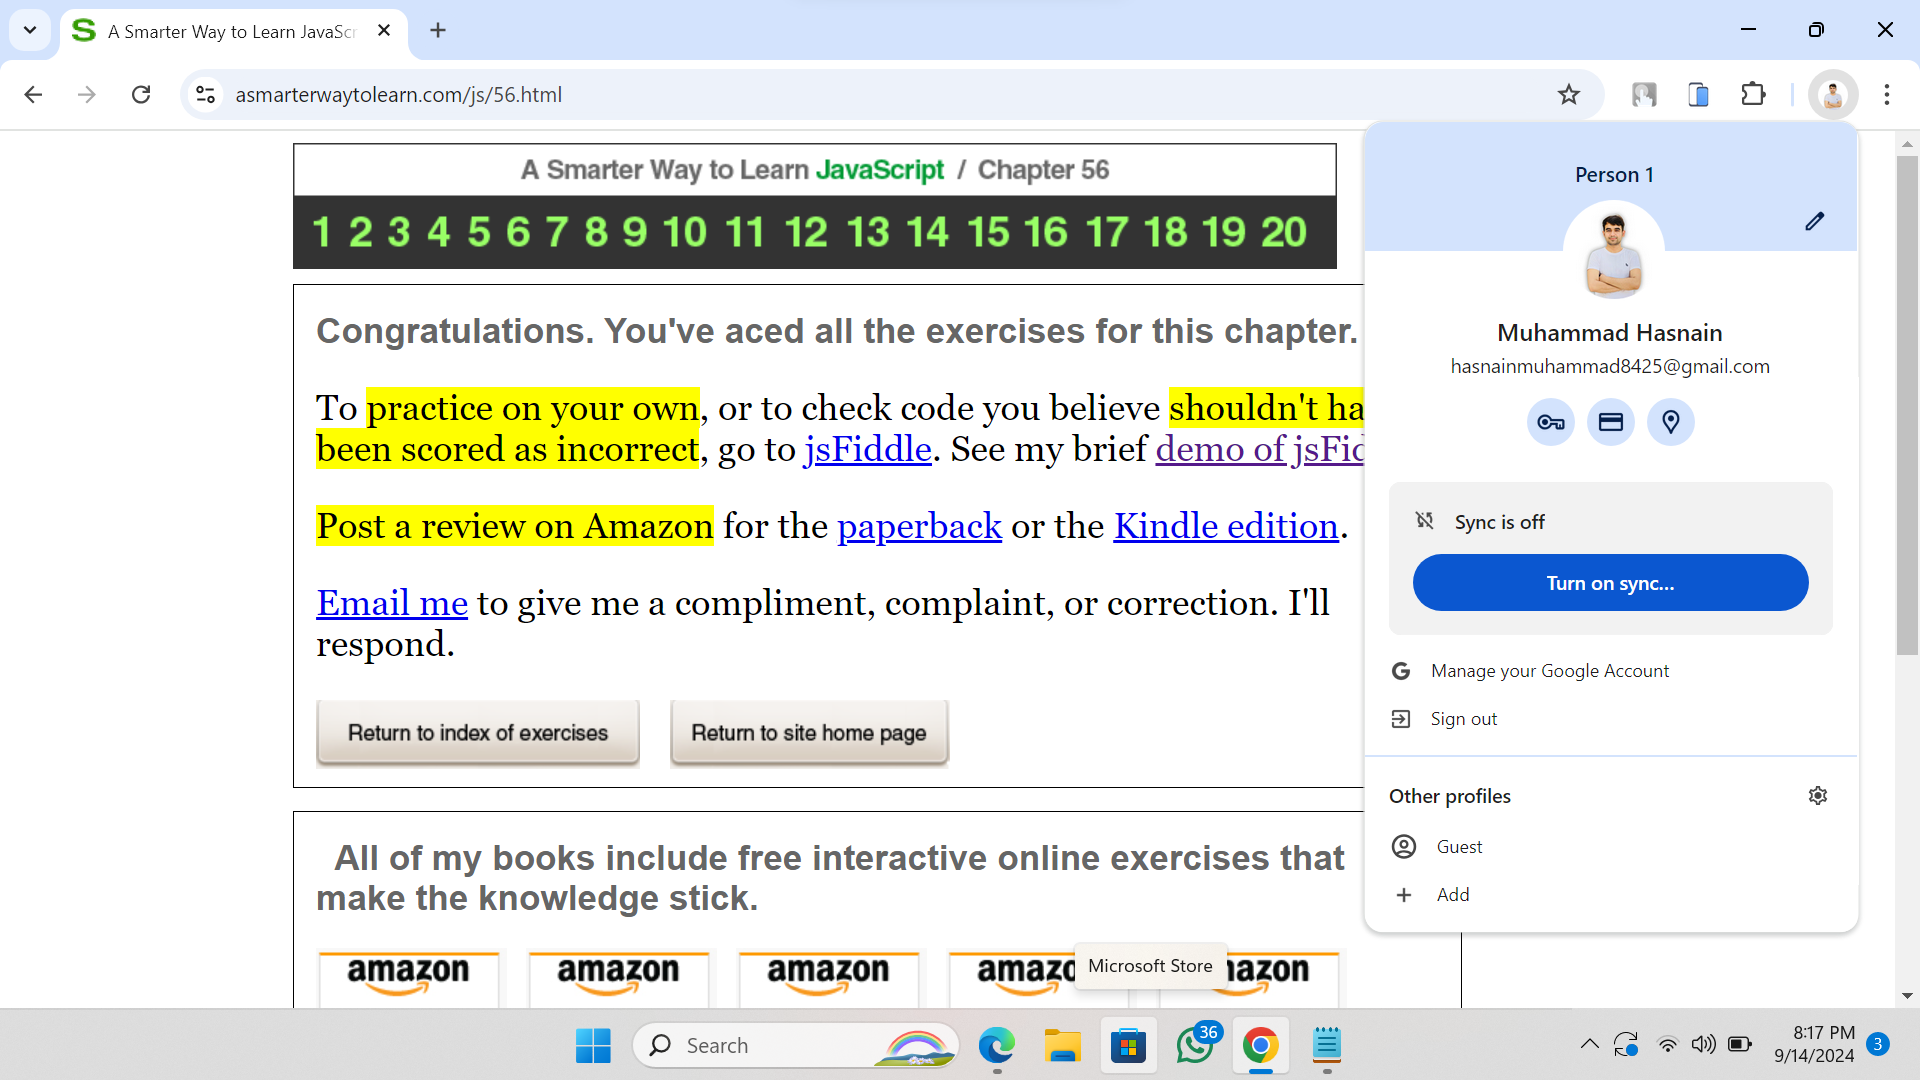 A Smarter Way to Learn JavaScr
asmarterwaytolearn.com/js/56.html
A Smarter Way to Learn JavaScript / Chapter 56
1 2 3 4 5 6 7 8 9 10 11 12 13 14 15 16 17 18 19 20
Congratulations. You've aced all the exercises for this chapter.
To practice on your own, or to check code you believe shouldn't ha
been scored as incorrect, go to jsFiddle. See my brief demo of jsFid
Post a review on Amazon for the paperback or the Kindle edition.
Email me to give me a compliment, complaint, or correction. I'll
respond.
Return to index of exercises Return to site home page
All of my books include free interactive online exercises that
make the knowledge stick.
amazon amazon amazon amazo nazon
Microsoft Store
Person 1
Muhammad Hasnain
hasnainmuhammad8425@gmail.com
Sync is off
Turn on sync...
Manage your Google Account
Sign out
Other profiles
Guest
Add
Search
36
8:17 PM
9/14/2024
3